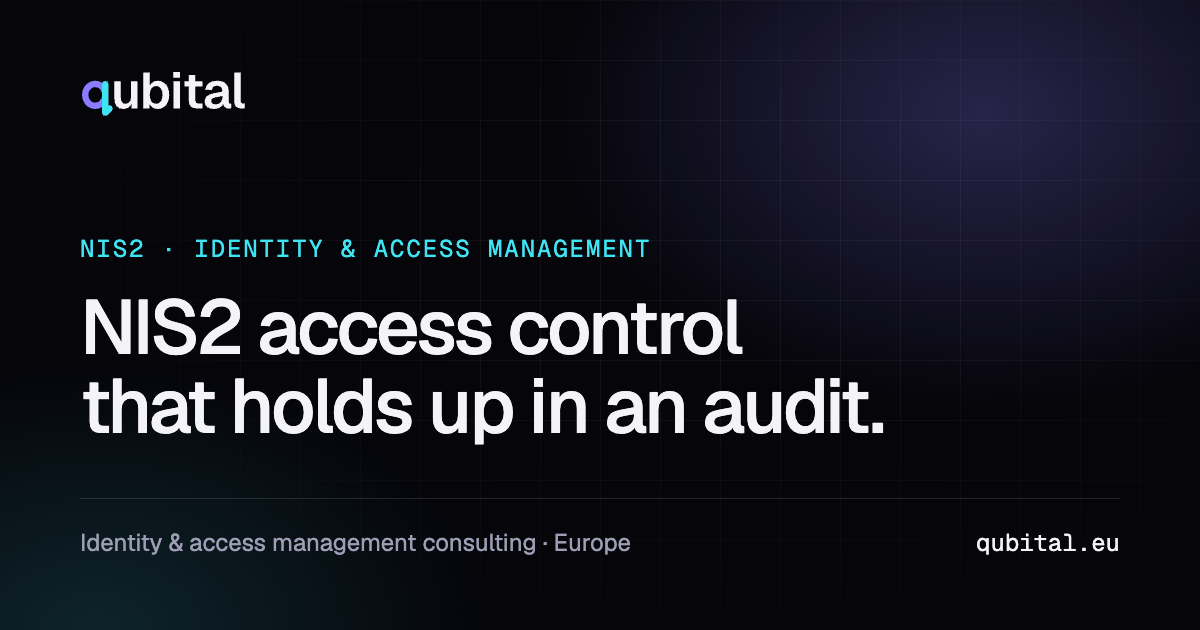 qubital
NIS2 · IDENTITY & ACCESS MANAGEMENT
NIS2 access control
that holds up in an audit.
Identity & access management consulting · Europe
qubital.eu